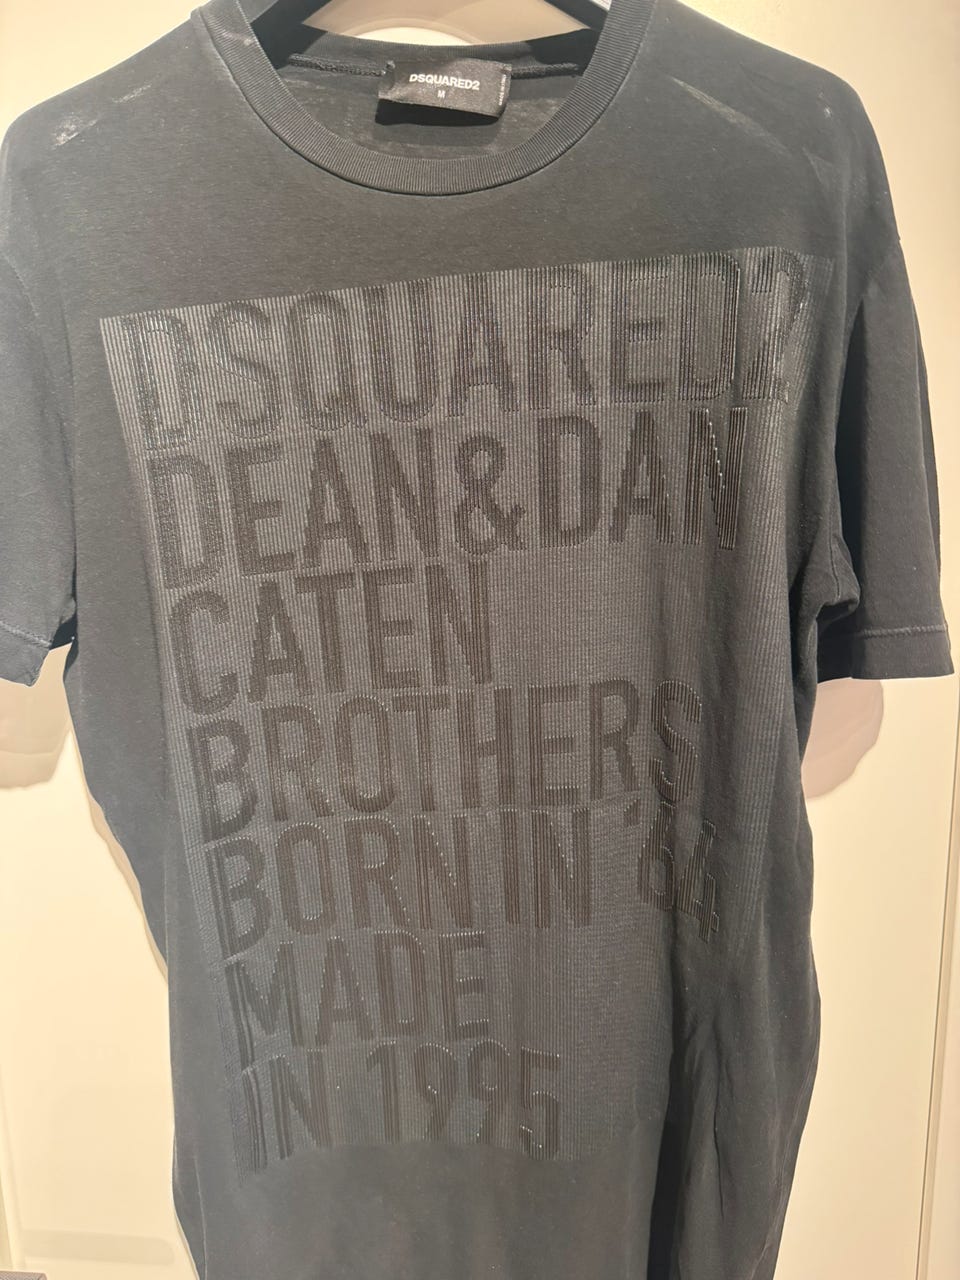 DSQUARED2
M
DSQUARED2
DEAN&DAN
CATEN
BROTHERS
BORN IN '64
MADE
IN 1995